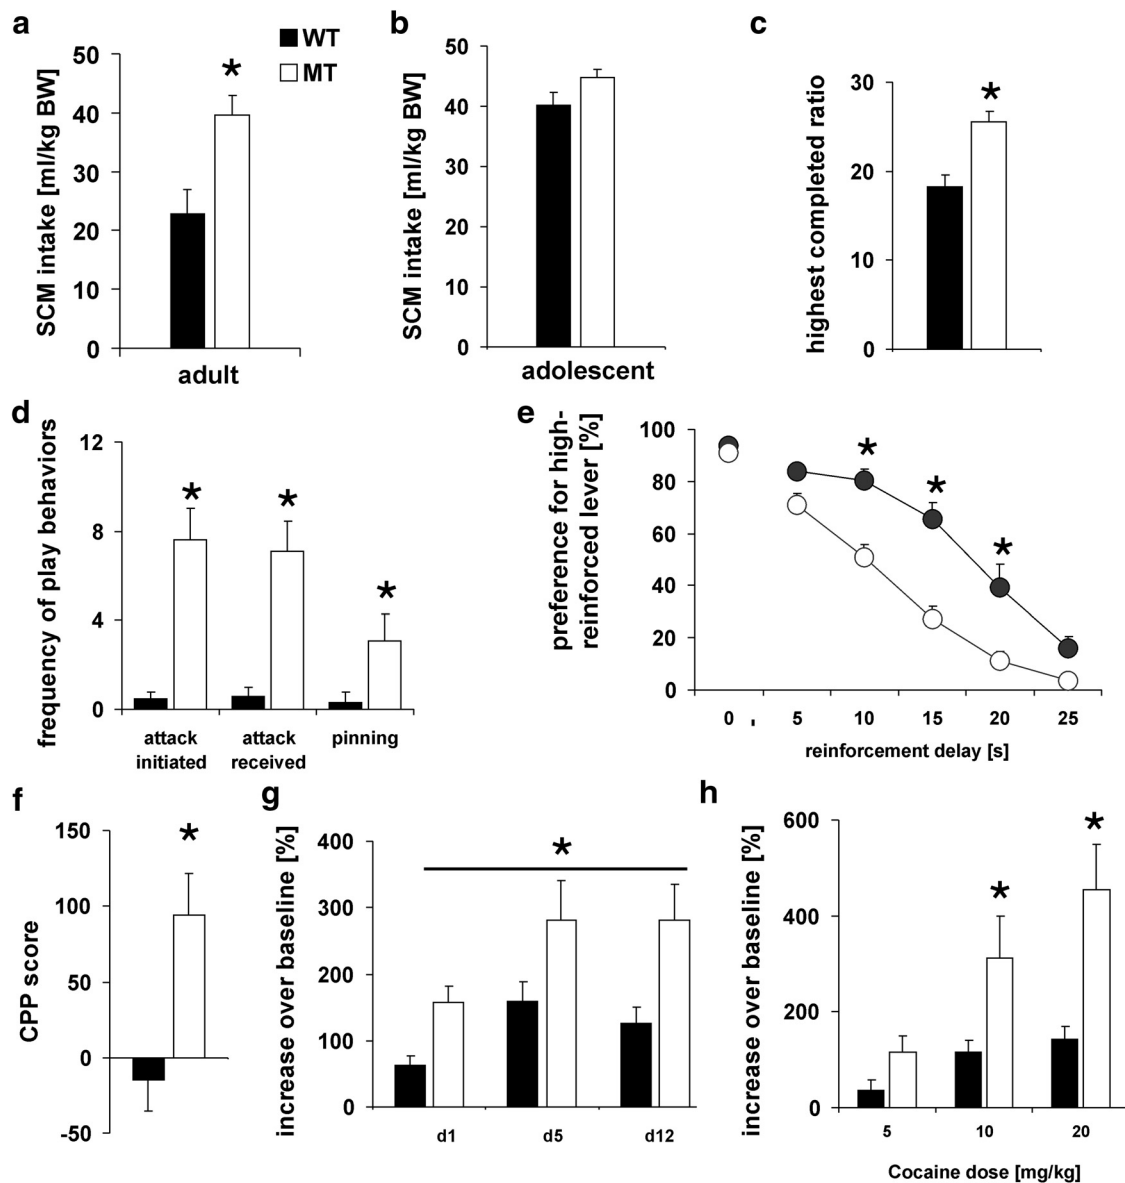 a
WT
MT
SCM intake [ml/kg BW]
50
40
30
20
10
0
*
adult
b
SCM intake [ml/kg BW]
50
40
30
20
10
0
adolescent
c
highest completed ratio
30
20
10
0
*
d
frequency of play behaviors
12
8
4
0
* * *
attack initiated
attack received
pinning
e
preference for high-
reinforced lever [%]
100
80
60
40
20
0
* * *
0 5 10 15 20 25
reinforcement delay [s]
f
CPP score
150
100
50
0
-50
*
g
increase over baseline [%]
400
300
200
100
0
*
d1 d5 d12
h
increase over baseline [%]
600
400
200
0
* *
5 10 20
Cocaine dose [mg/kg]